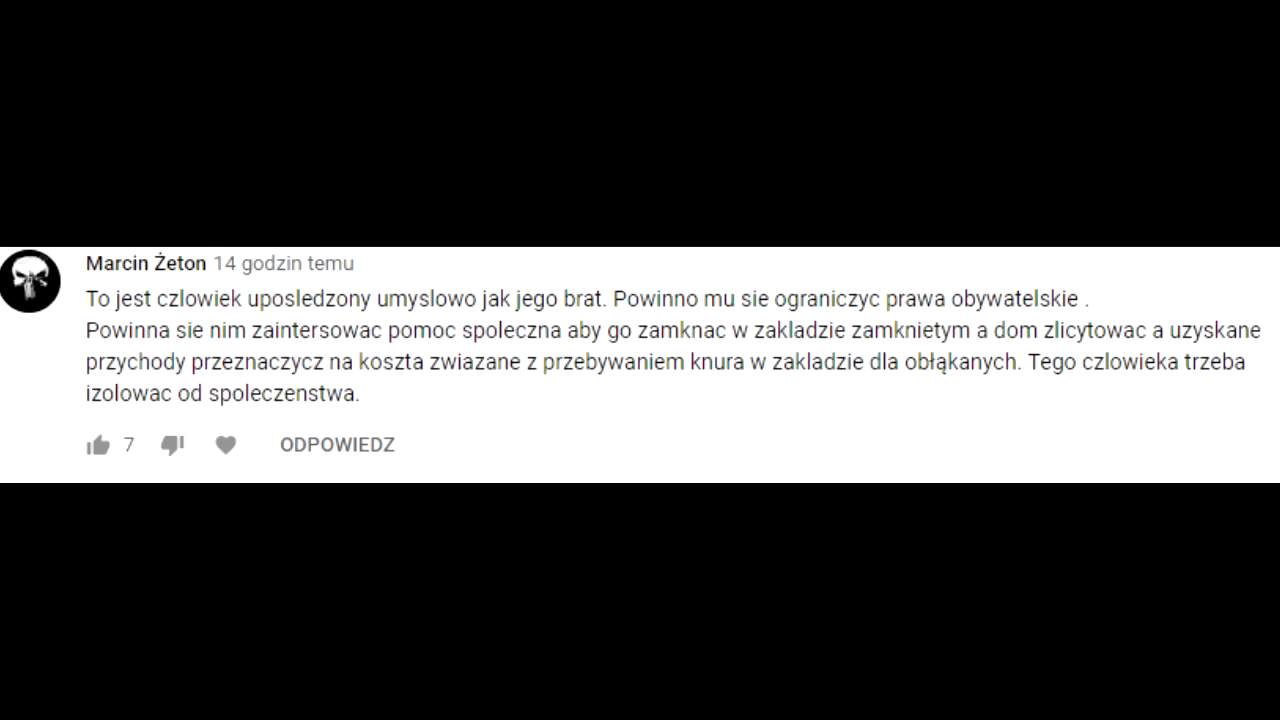 Marcin Żeton 14 godzin temu
To jest czlowiek uposledzony umyslowo jak jego brat. Powinno mu sie ograniczyc prawa obywatelskie .
Powinna sie nim zaintersowac pomoc spoleczna aby go zamknac w zakladzie zamknietym a dom zlicytowac a uzyskane
przychody przeznaczycz na koszta zwiazane z przebywaniem knura w zakladzie dla obłąkanych. Tego czlowieka trzeba
izolowac od spoleczenstwa.
7 ODPOWIEDZ